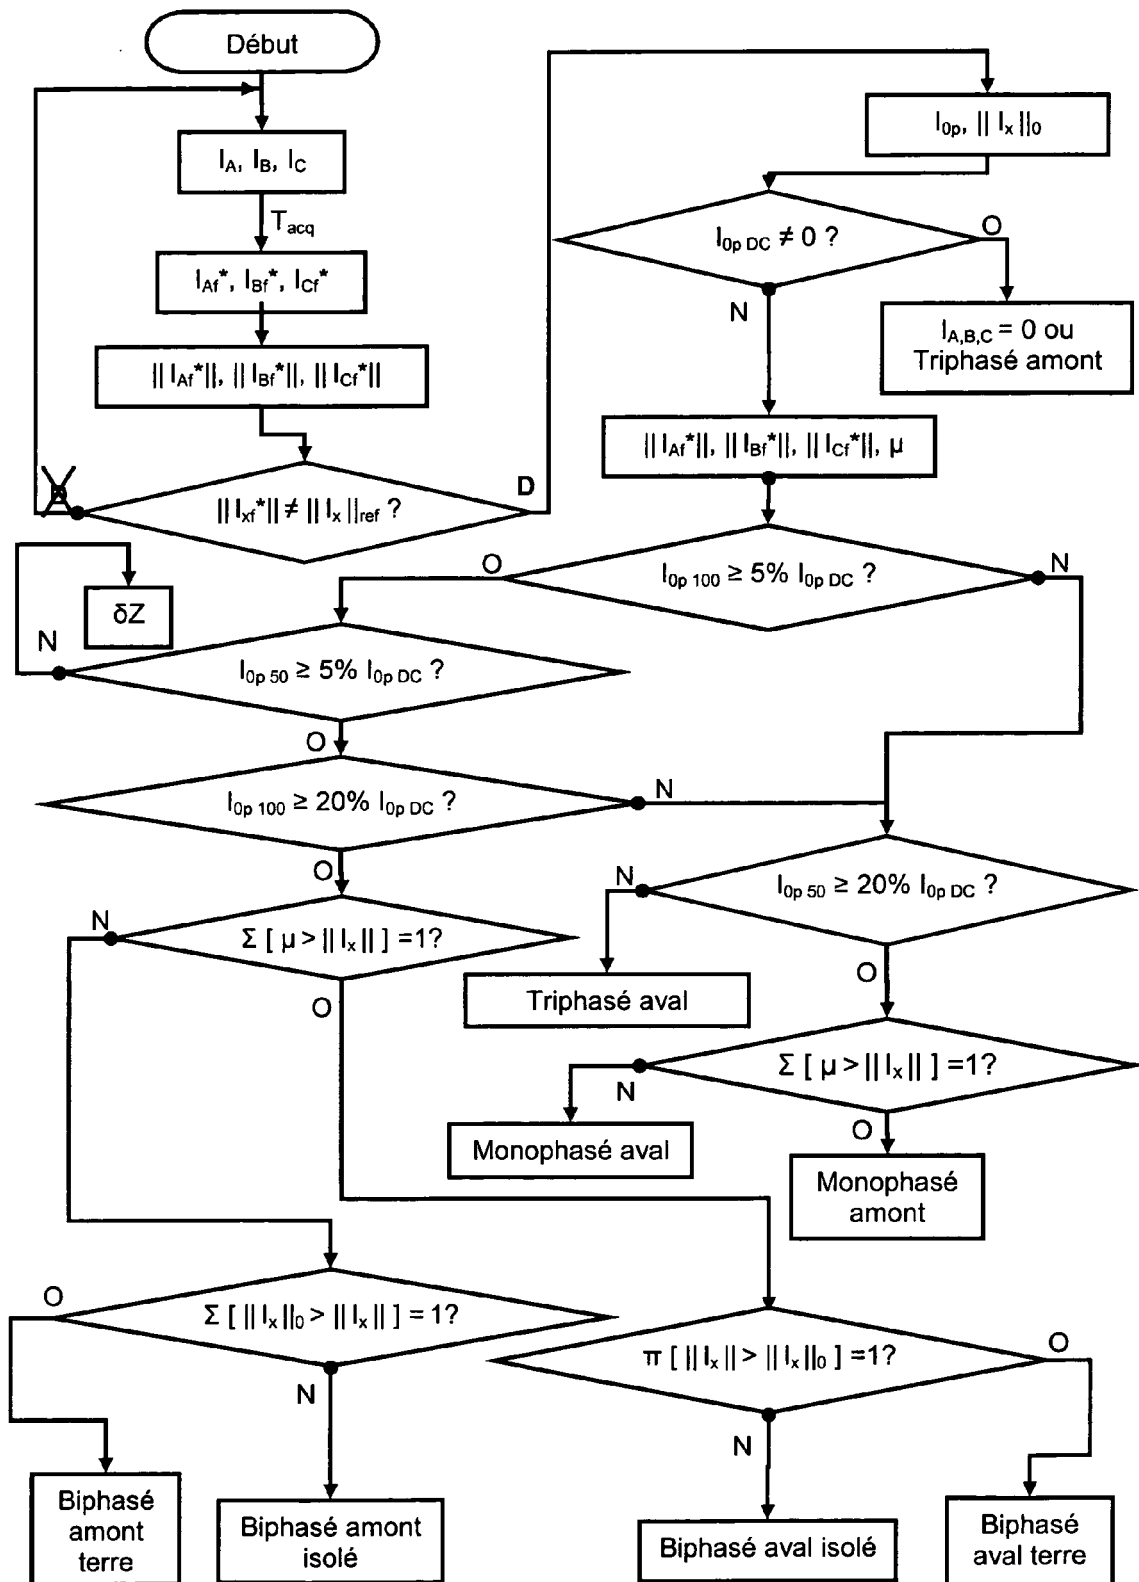 Début
I_A, I_B, I_C
T_acq
I_Af*, I_Bf*, I_Cf*
|| I_Af*||, || I_Bf*||, || I_Cf*||
|| I_xf*|| ≠ || I_x ||_ref ?
D
I_0p, || I_x ||_0
I_0p DC ≠ 0 ?
O
N
I_A,B,C = 0 ou
Triphasé amont
|| I_Af*||, || I_Bf*||, || I_Cf*||, µ
I_0p 100 ≥ 5% I_0p DC ?
O
N
δZ
N
I_0p 50 ≥ 5% I_0p DC ?
O
I_0p 100 ≥ 20% I_0p DC ?
N
O
I_0p 50 ≥ 20% I_0p DC ?
N
O
N
Σ [ µ > || I_x || ] =1?
O
Triphasé aval
Σ [ µ > || I_x || ] =1?
N
O
Monophasé aval
Monophasé
amont
O
Σ [ || I_x ||_0 > || I_x || ] = 1?
N
π [ || I_x || > || I_x ||_0 ] =1?
O
N
Biphasé
amont
terre
Biphasé amont
isolé
Biphasé aval isolé
Biphasé
aval terre